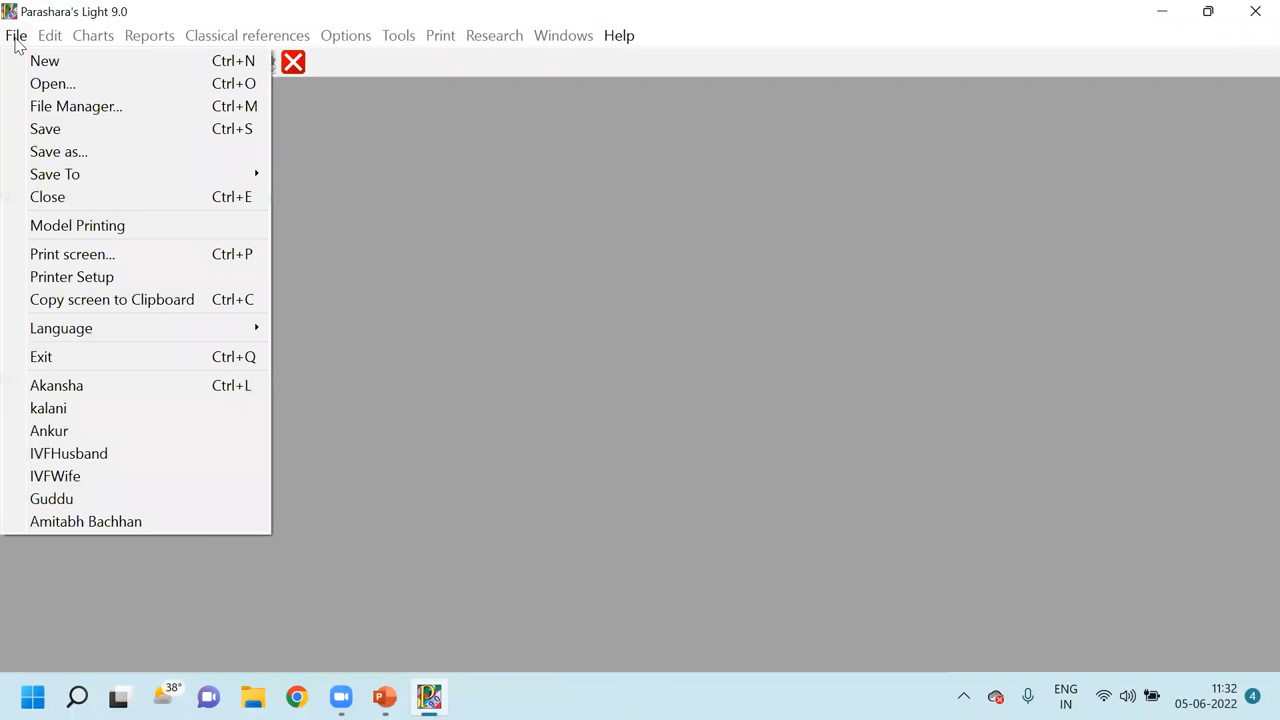 Parashara's Light 9.0
File Edit Charts Reports Classical references Options Tools Print Research Windows Help
New Ctrl+N
Open... Ctrl+O
File Manager... Ctrl+M
Save Ctrl+S
Save as...
Save To
Close Ctrl+E
Model Printing
Print screen... Ctrl+P
Printer Setup
Copy screen to Clipboard Ctrl+C
Language
Exit Ctrl+Q
Akansha Ctrl+L
kalani
Ankur
IVFHusband
IVFWife
Guddu
Amitabh Bachhan
38°
ENG
IN
11:32
05-06-2022
4